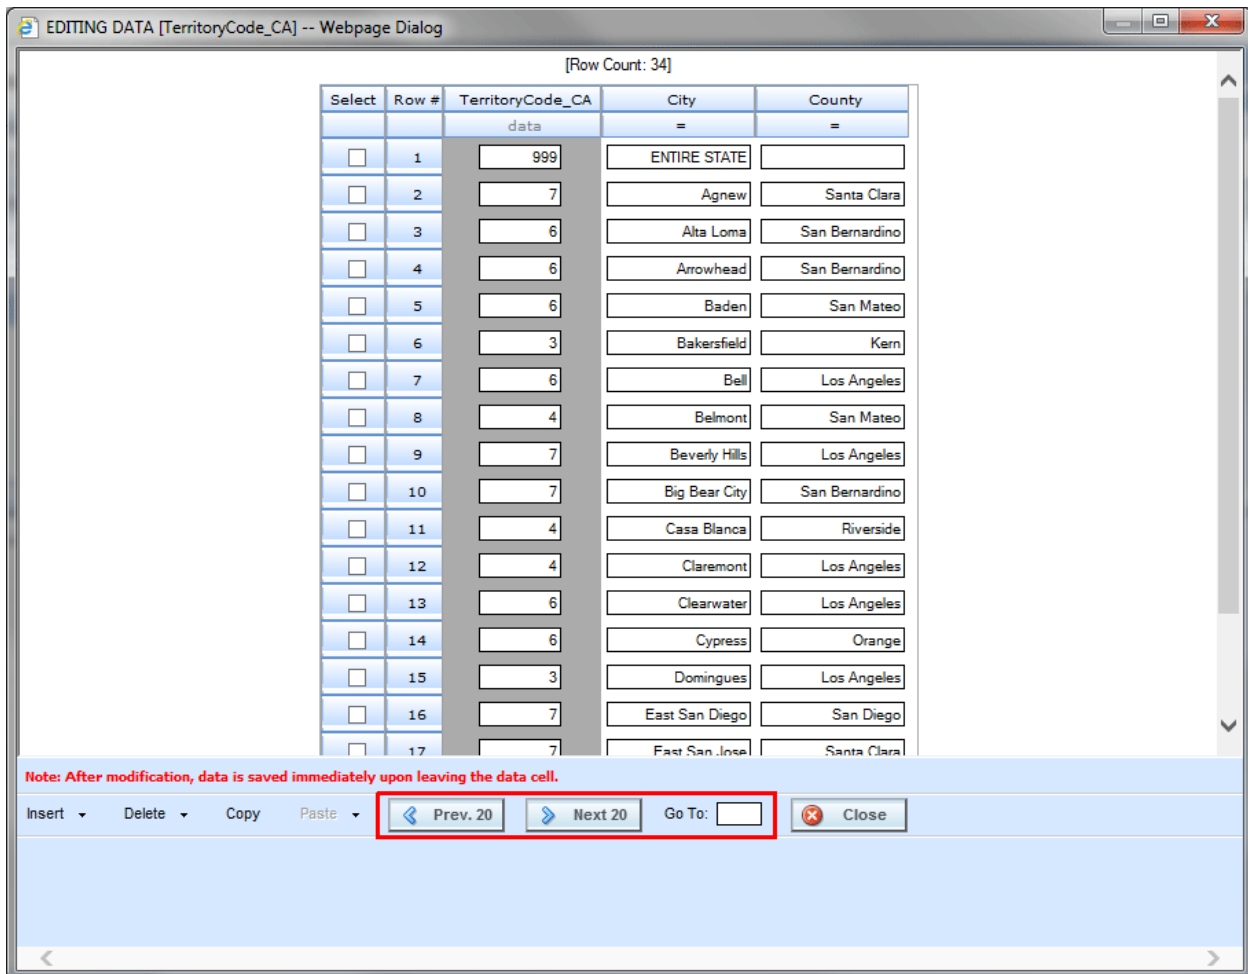 EDITING DATA [TerritoryCode_CA] -- Webpage Dialog
[Row Count: 34]
Select Row # TerritoryCode_CA City County
data = =
1 999 ENTIRE STATE
2 7 Agnew Santa Clara
3 6 Alta Loma San Bernardino
4 6 Arrowhead San Bernardino
5 6 Baden San Mateo
6 3 Bakersfield Kern
7 6 Bell Los Angeles
8 4 Belmont San Mateo
9 7 Beverly Hills Los Angeles
10 7 Big Bear City San Bernardino
11 4 Casa Blanca Riverside
12 4 Claremont Los Angeles
13 6 Clearwater Los Angeles
14 6 Cypress Orange
15 3 Domingues Los Angeles
16 7 East San Diego San Diego
17 7 East San Jose Santa Clara
Note: After modification, data is saved immediately upon leaving the data cell.
Insert Delete Copy Paste Prev. 20 Next 20 Go To: Close